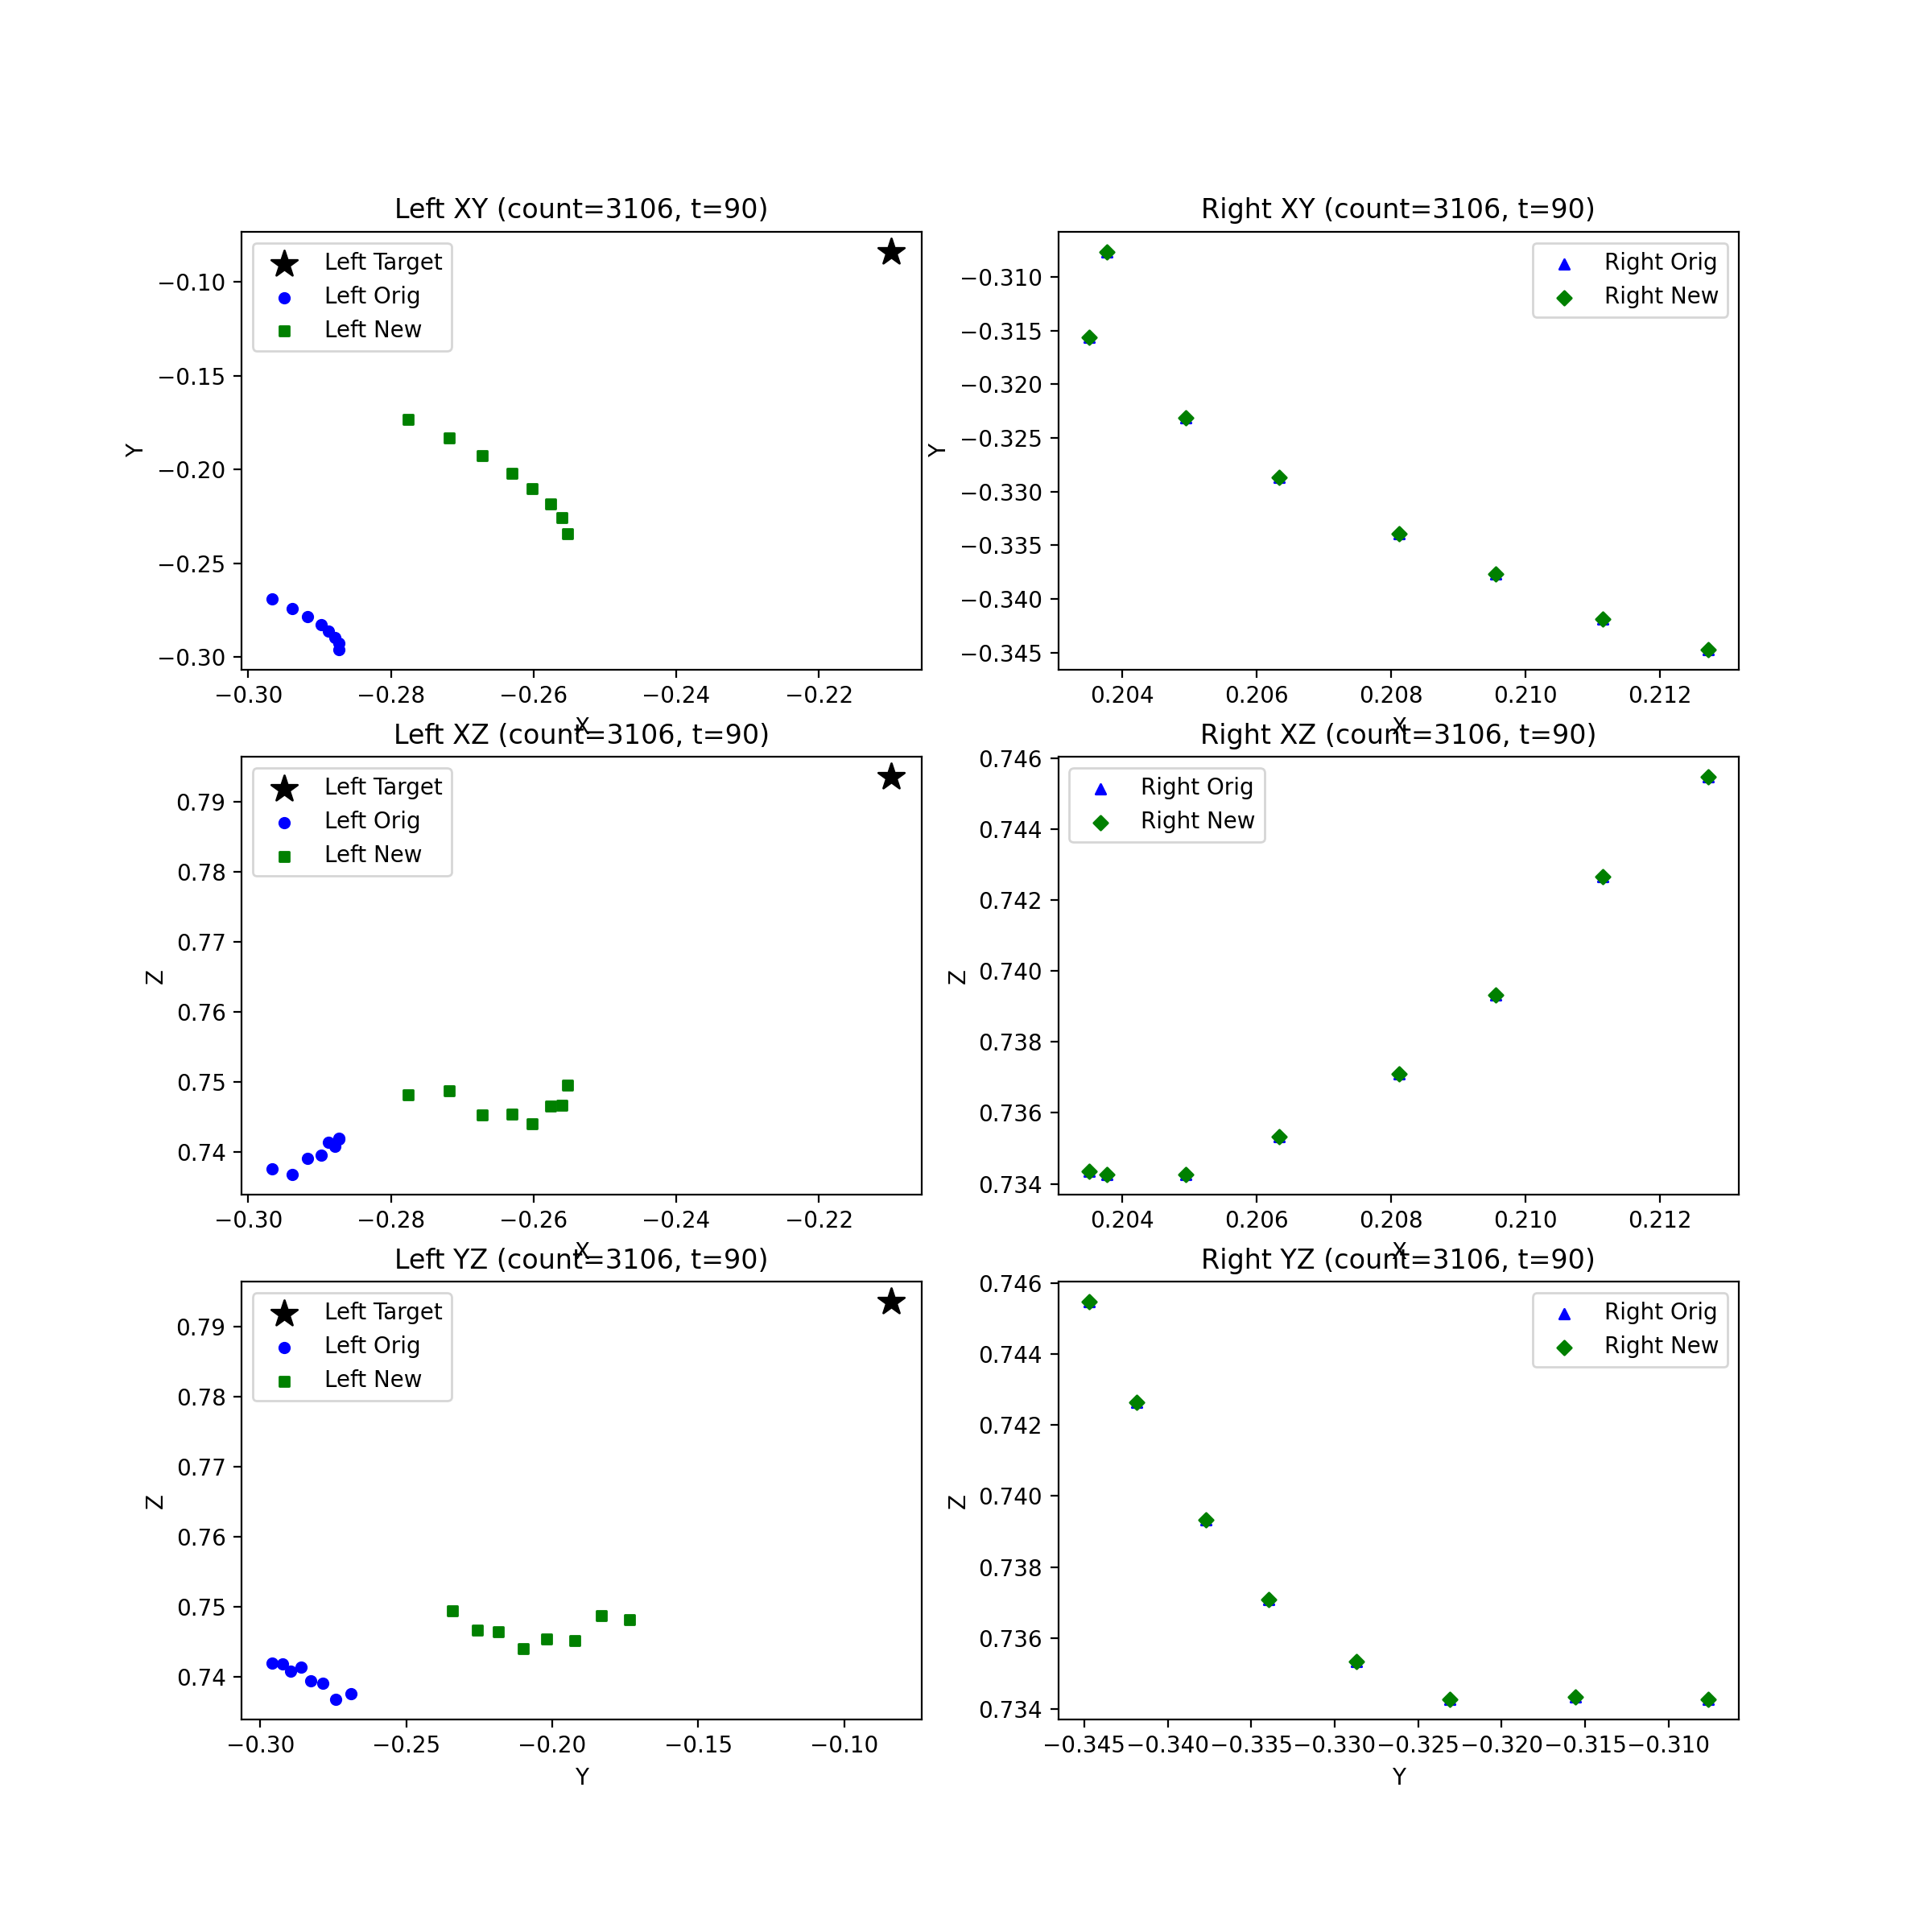 Left XY (count=3106, t=90)
Left Target
Left Orig
Left New
−0.10
−0.15
−0.20
−0.25
−0.30
Y
−0.30
−0.28
−0.26
−0.24
−0.22
X
Right XY (count=3106, t=90)
Right Orig
Right New
−0.310
−0.315
−0.320
−0.325
−0.330
−0.335
−0.340
−0.345
Y
0.204
0.206
0.208
0.210
0.212
X
Left XZ (count=3106, t=90)
Left Target
Left Orig
Left New
0.79
0.78
0.77
0.76
0.75
0.74
Z
−0.30
−0.28
−0.26
−0.24
−0.22
X
Right XZ (count=3106, t=90)
Right Orig
Right New
0.746
0.744
0.742
0.740
0.738
0.736
0.734
Z
0.204
0.206
0.208
0.210
0.212
X
Left YZ (count=3106, t=90)
Left Target
Left Orig
Left New
0.79
0.78
0.77
0.76
0.75
0.74
Z
−0.30
−0.25
−0.20
−0.15
−0.10
Y
Right YZ (count=3106, t=90)
Right Orig
Right New
0.746
0.744
0.742
0.740
0.738
0.736
0.734
Z
−0.345
−0.340
−0.335
−0.330
−0.325
−0.320
−0.315
−0.310
Y